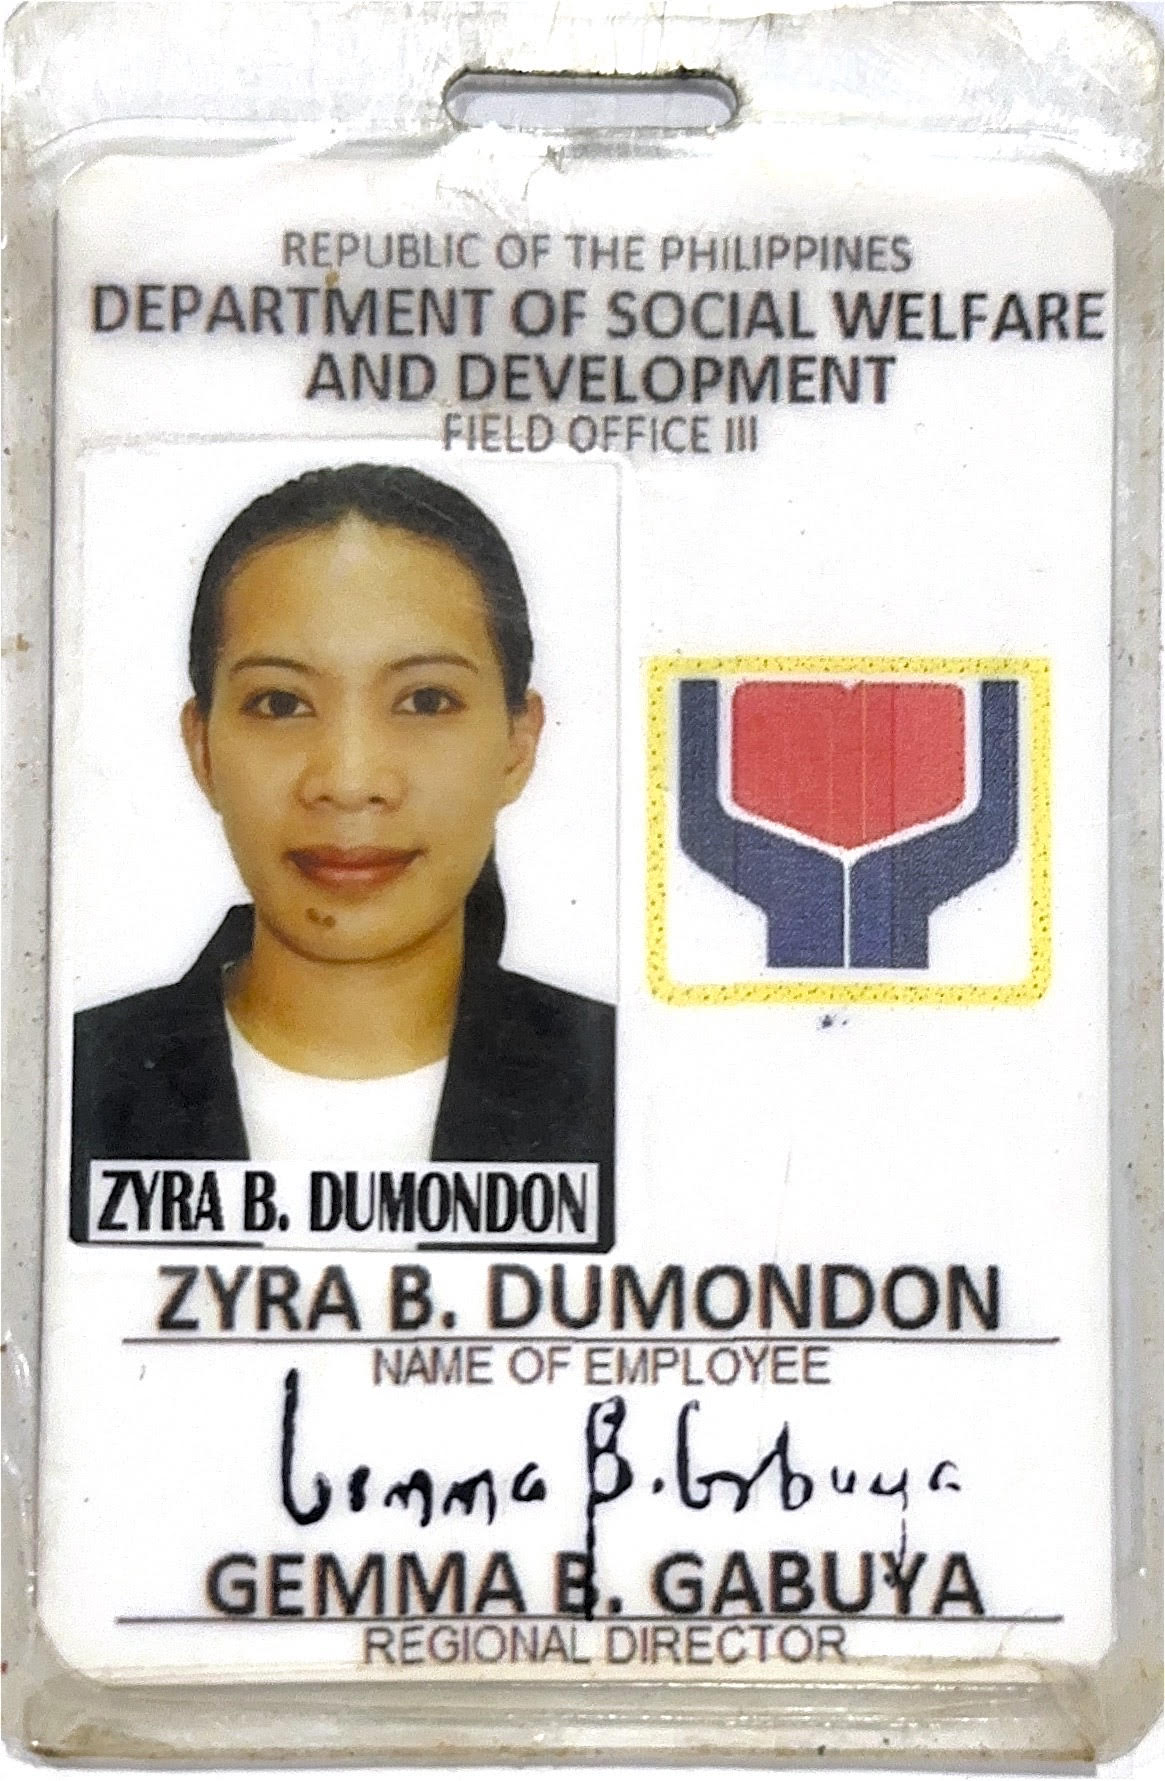 REPUBLIC OF THE PHILIPPINES
DEPARTMENT OF SOCIAL WELFARE
AND DEVELOPMENT
FIELD OFFICE III
ZYRA B. DUMONDON
ZYRA B. DUMONDON
NAME OF EMPLOYEE
Gemma B. Gabuya
GEMMA B. GABUYA
REGIONAL DIRECTOR